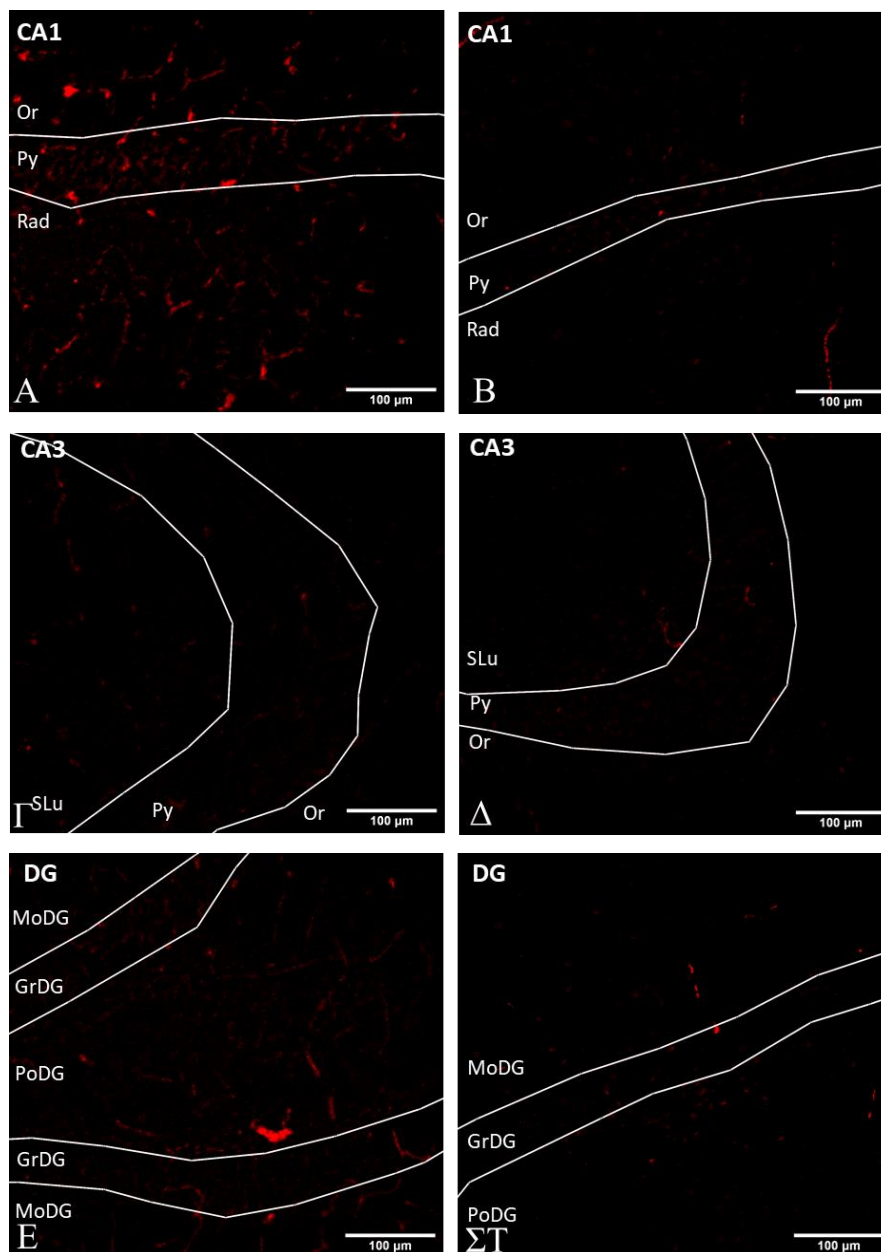 CA1
Or
Py
Rad
A
100 µm
CA1
Or
Py
Rad
B
100 µm
CA3
Γ
SLu
Py
Or
100 µm
CA3
SLu
Py
Or
Δ
100 µm
DG
MoDG
GrDG
PoDG
GrDG
MoDG
E
100 µm
DG
MoDG
GrDG
PoDG
ΣΤ
100 µm